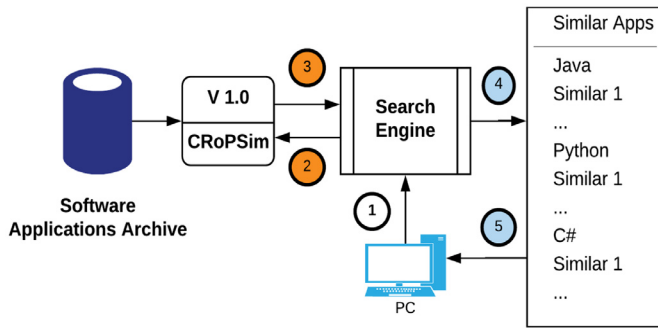 Similar Apps
3
4
V 1.0
CRoPSim
Search
Engine
2
Java
Similar 1
...
Python
Similar 1
...
C#
Similar 1
...
Software
Applications Archive
1
5
PC